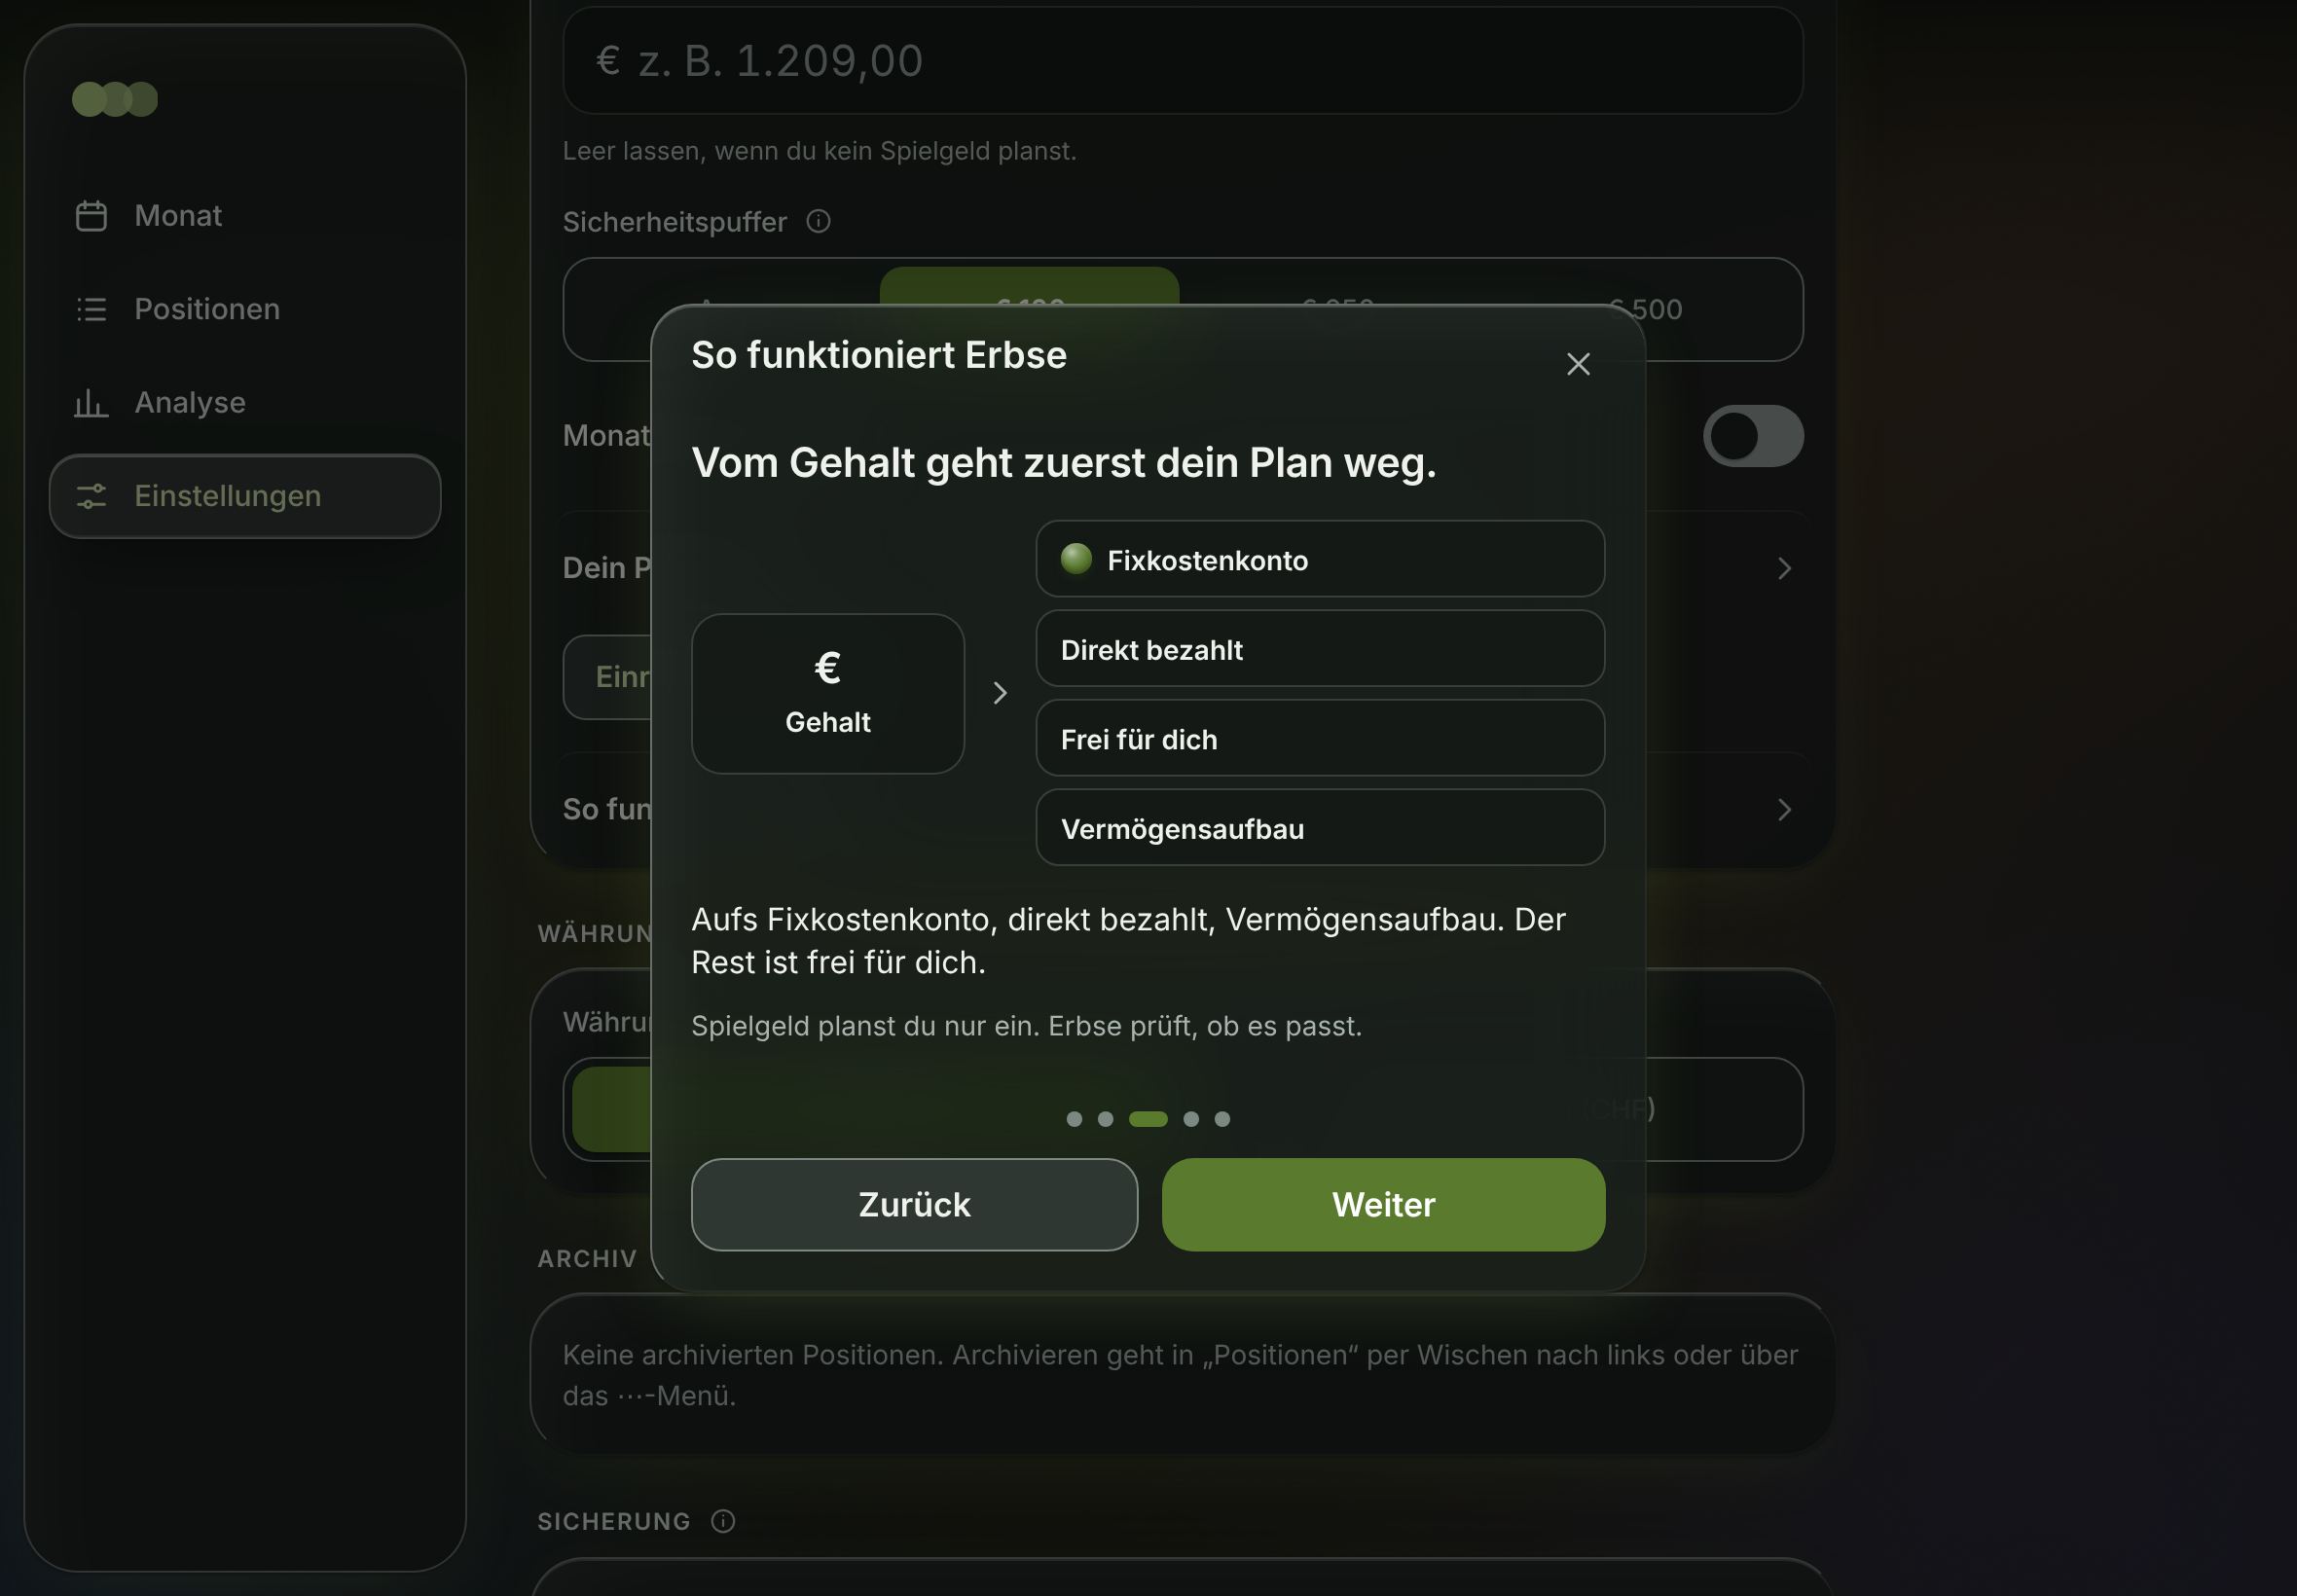 € z. B. 1.209,00
Leer lassen, wenn du kein Spielgeld planst.
Monat
Sicherheitspuffer
Positionen
500
So funktioniert Erbse
Analyse
Monat
Vom Gehalt geht zuerst dein Plan weg.
Einstellungen
Fixkostenkonto
Dein P
Direkt bezahlt
€
Einr
Gehalt
Frei für dich
So fun
Vermögensaufbau
Aufs Fixkostenkonto, direkt bezahlt, Vermögensaufbau. Der
Rest ist frei für dich.
WÄHRUN
Währun
Spielgeld planst du nur ein. Erbse prüft, ob es passt.
CHF)
Zurück
Weiter
ARCHIV
Keine archivierten Positionen. Archivieren geht in „Positionen“ per Wischen nach links oder über
das ···-Menü.
SICHERUNG